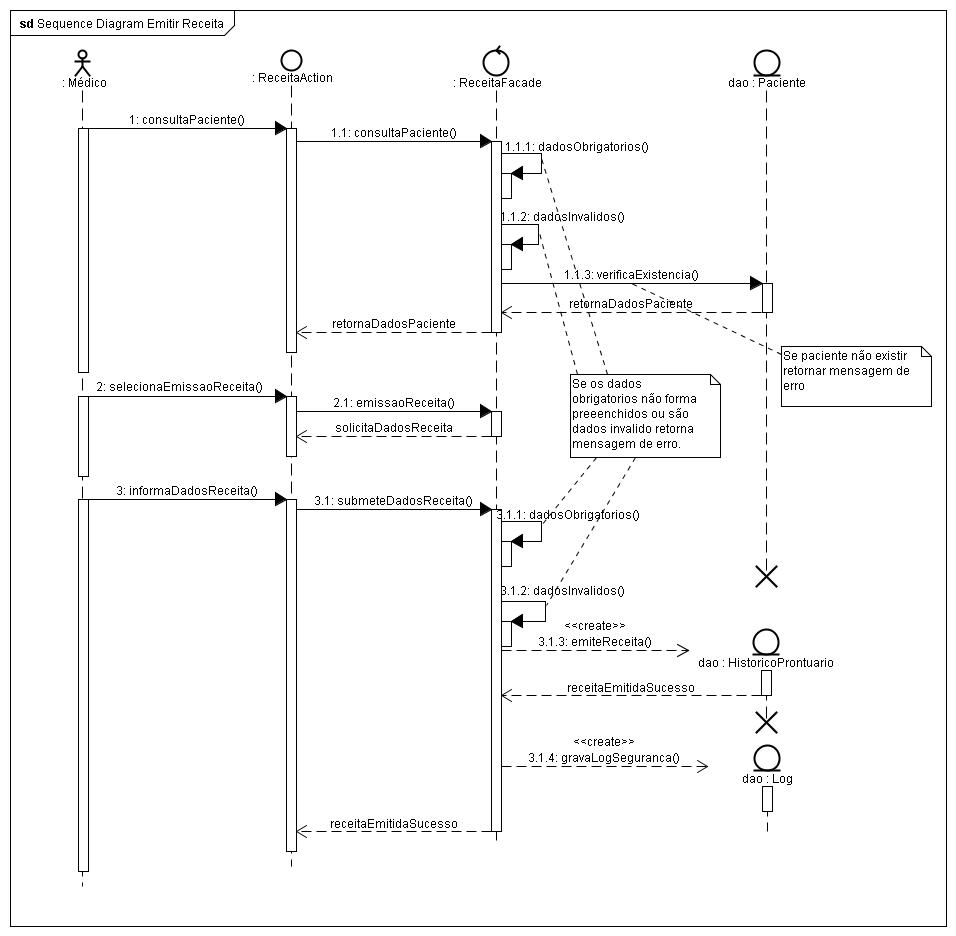 sd Sequence Diagram Emitir Receita
: Médico
: ReceitaAction
: ReceitaFacade
dao : Paciente
1: consultaPaciente()
1.1: consultaPaciente()
1.1.1: dadosObrigatorios()
1.1.2: dadosInvalidos()
1.1.3: verificaExistencia()
retornaDadosPaciente
retornaDadosPaciente
Se paciente não existir
retornar mensagem de
erro
2: selecionaEmissaoReceita()
2.1: emissaoReceita()
solicitaDadosReceita
Se os dados
obrigatorios não forma
preeenchidos ou são
dados invalido retorna
mensagem de erro.
3: informaDadosReceita()
3.1: submeteDadosReceita()
3.1.1: dadosObrigatorios()
3.1.2: dadosInvalidos()
<<create>>
3.1.3: emiteReceita()
dao : HistoricoProntuario
receitaEmitidaSucesso
<<create>>
3.1.4: gravaLogSeguranca()
dao : Log
receitaEmitidaSucesso